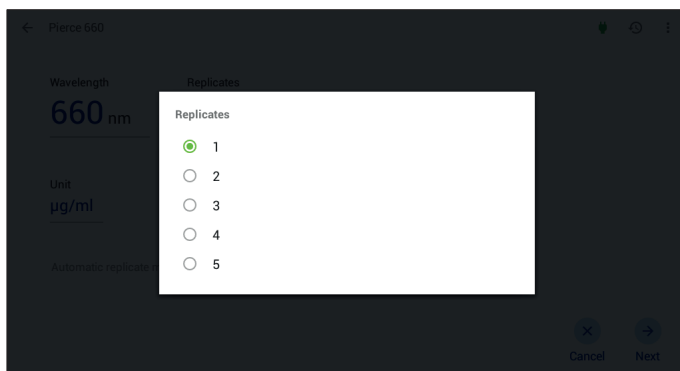 Pierce 660
Wavelength
Replicates
660 nm
Replicates
1
2
3
4
5
Unit
µg/ml
Automatic replicate
Cancel
Next